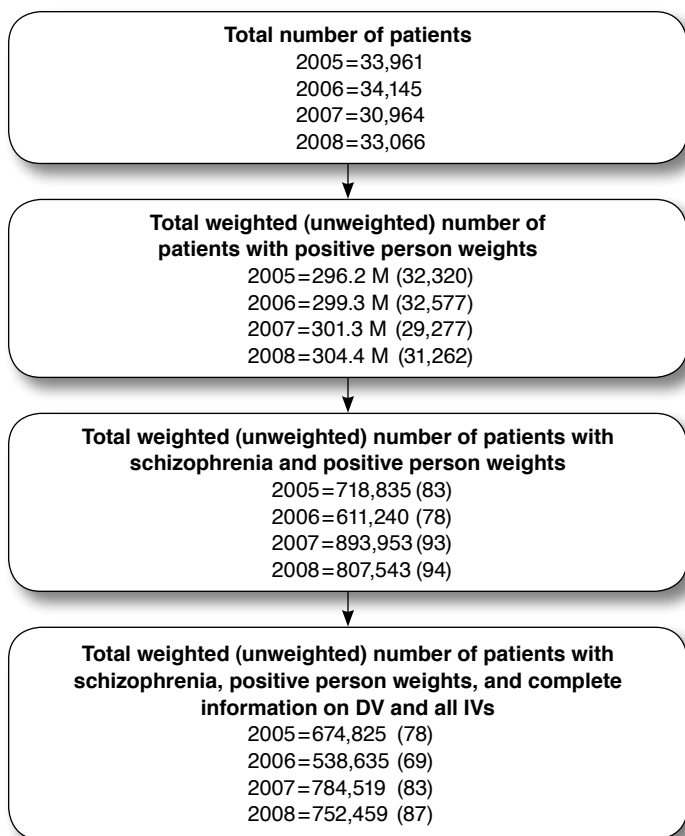 Total number of patients
2005=33,961
2006=34,145
2007=30,964
2008=33,066
Total weighted (unweighted) number of
patients with positive person weights
2005=296.2 M (32,320)
2006=299.3 M (32,577)
2007=301.3 M (29,277)
2008=304.4 M (31,262)
Total weighted (unweighted) number of patients with
schizophrenia and positive person weights
2005=718,835 (83)
2006=611,240 (78)
2007=893,953 (93)
2008=807,543 (94)
Total weighted (unweighted) number of patients with
schizophrenia, positive person weights, and complete
information on DV and all IVs
2005=674,825 (78)
2006=538,635 (69)
2007=784,519 (83)
2008=752,459 (87)